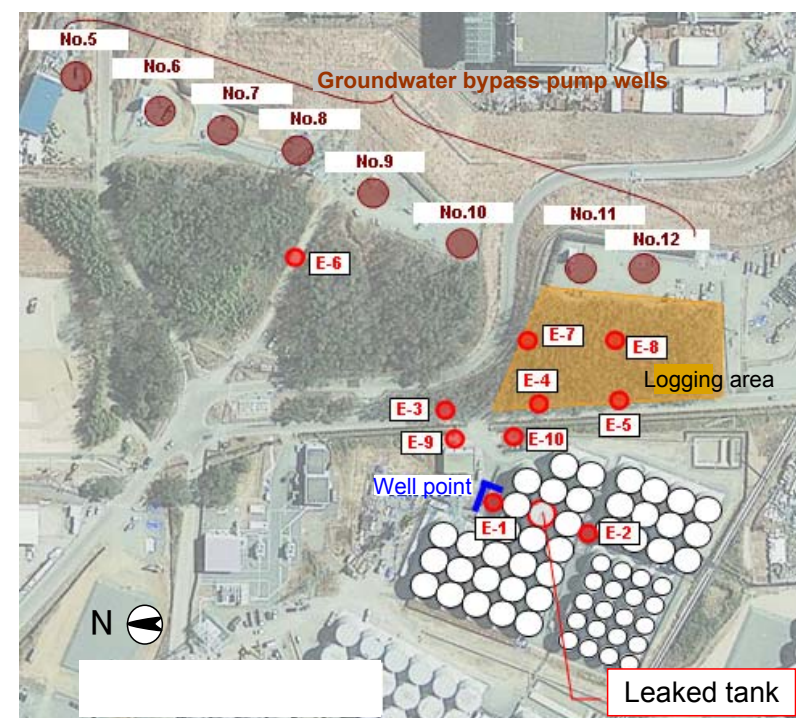 No.5
No.6
No.7
No.8
No.9
No.10
No.11
No.12
Groundwater bypass pump wells
E-6
E-7
E-8
Logging area
E-4
E-5
E-3
E-9
E-10
Well point
E-1
E-2
N
Leaked tank